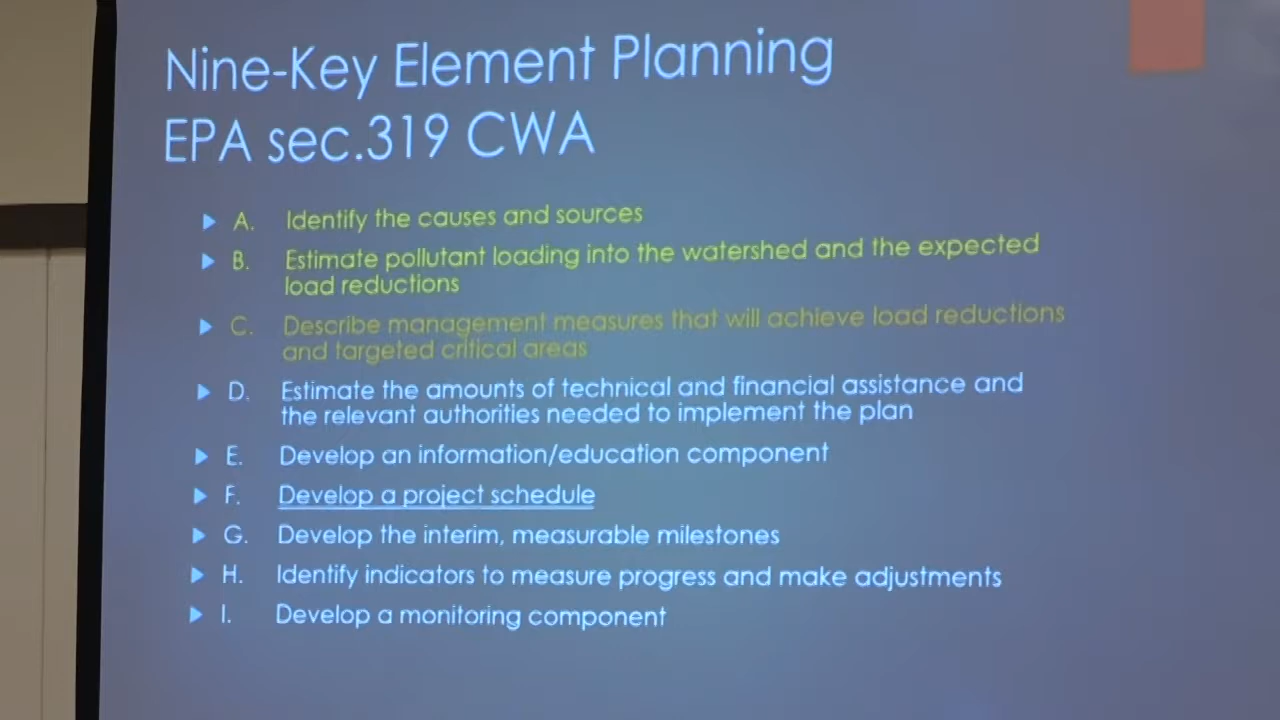 Nine-Key Element Planning
EPA sec.319 CWA
A. Identify the causes and sources
B. Estimate pollutant loading into the watershed and the expected
load reductions
C. Describe management measures that will achieve load reductions
and targeted critical areas
D. Estimate the amounts of technical and financial assistance and
the relevant authorities needed to implement the plan
E. Develop an information/education component
F. Develop a project schedule
G. Develop the interim, measurable milestones
H. Identify indicators to measure progress and make adjustments
I. Develop a monitoring component